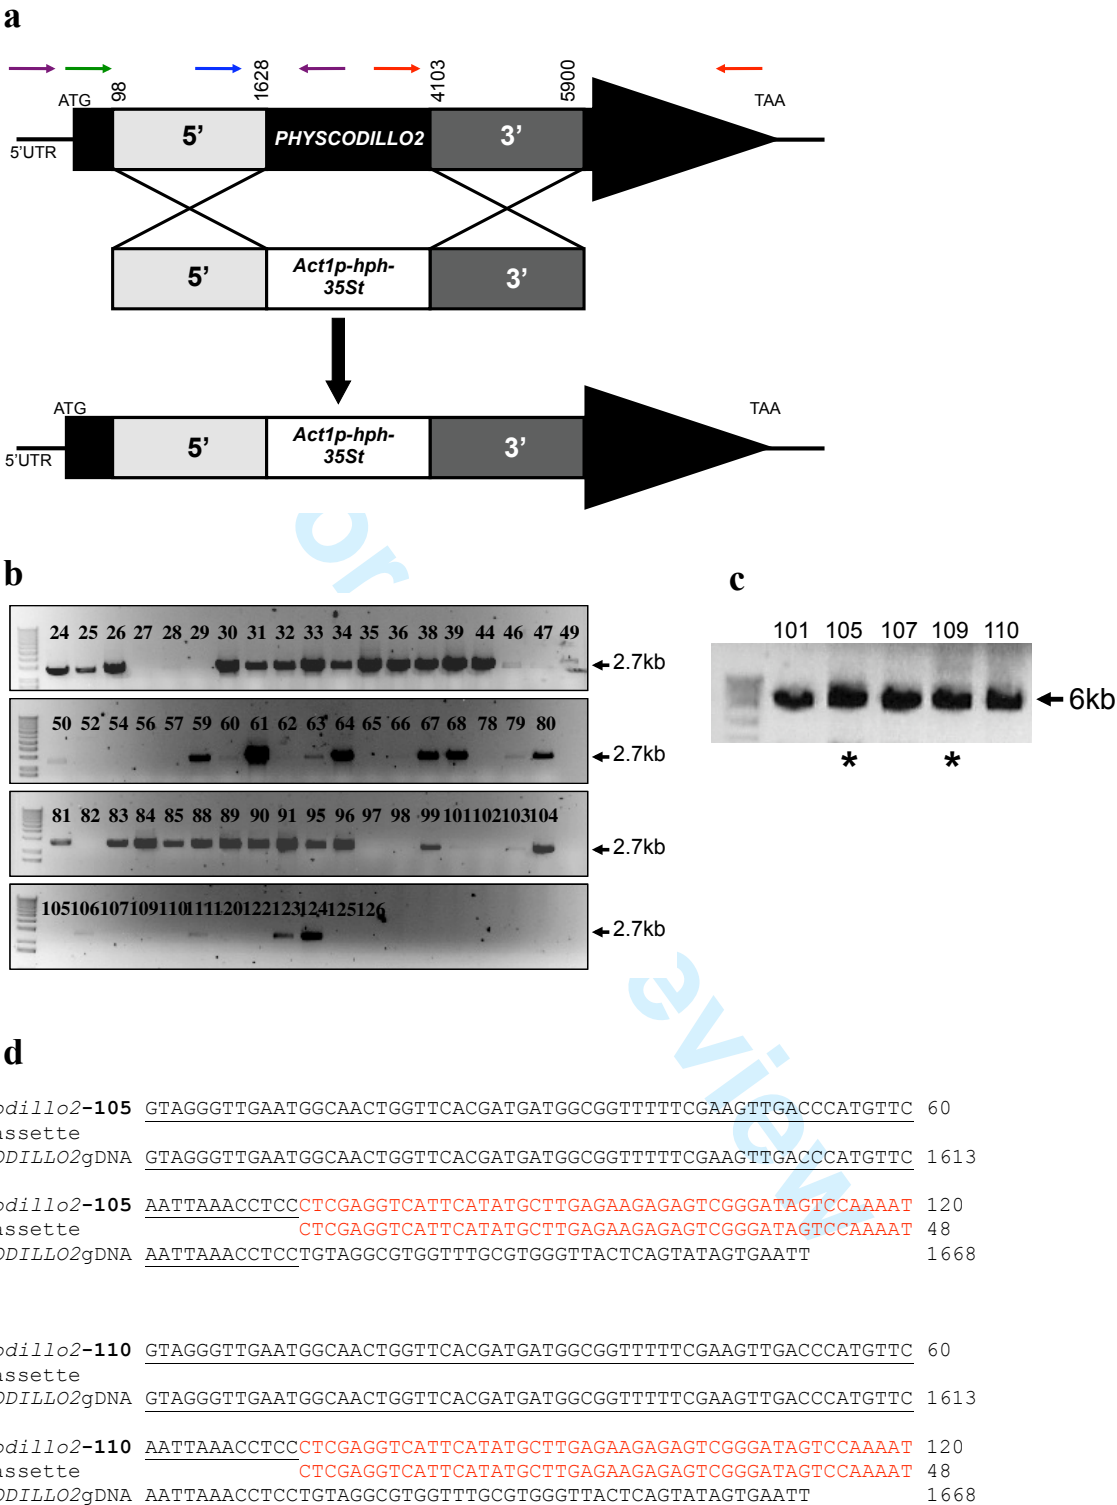 a
98
1628
4103
5900
ATG
TAA
5'UTR
5'
PHYSCODILLO2
3'
5'
Act1p-hph-
35St
3'
ATG
TAA
5'UTR
5'
Act1p-hph-
35St
3'
or
b
24 25 26 27 28 29 30 31 32 33 34 35 36 38 39 44 46 47 49
2.7kb
50 52 54 56 57 59 60 61 62 63 64 65 66 67 68 78 79 80
2.7kb
81 82 83 84 85 88 89 90 91 95 96 97 98 99 101 102 103 104
2.7kb
105 106 107 109 110 111 120 122 123 124 125 126
2.7kb
c
101 105 107 109 110
6kb
* *
eview
d
odillo2-105 GTAGGGTTGAATGGCAACTGGTTCACGATGATGGCGGTTTTTCGAAGTTGACCCATGTTC 60
assette
ODILLO2gDNA GTAGGGTTGAATGGCAACTGGTTCACGATGATGGCGGTTTTTCGAAGTTGACCCATGTTC 1613
odillo2-105 AATTAAACCTCCCTCGAGGTCATTCATATGCTTGAGAAGAGAGTCGGGATAGTCCAAAAT 120
assette CTCGAGGTCATTCATATGCTTGAGAAGAGAGTCGGGATAGTCCAAAAT 48
ODILLO2gDNA AATTAAACCTCCTGTAGGCGTGGTTTGCGTGGGTTACTCAGTATAGTGAATT 1668
odillo2-110 GTAGGGTTGAATGGCAACTGGTTCACGATGATGGCGGTTTTTCGAAGTTGACCCATGTTC 60
assette
ODILLO2gDNA GTAGGGTTGAATGGCAACTGGTTCACGATGATGGCGGTTTTTCGAAGTTGACCCATGTTC 1613
odillo2-110 AATTAAACCTCCCTCGAGGTCATTCATATGCTTGAGAAGAGAGTCGGGATAGTCCAAAAT 120
assette CTCGAGGTCATTCATATGCTTGAGAAGAGAGTCGGGATAGTCCAAAAT 48
ODILLO2gDNA AATTAAACCTCCTGTAGGCGTGGTTTGCGTGGGTTACTCAGTATAGTGAATT 1668